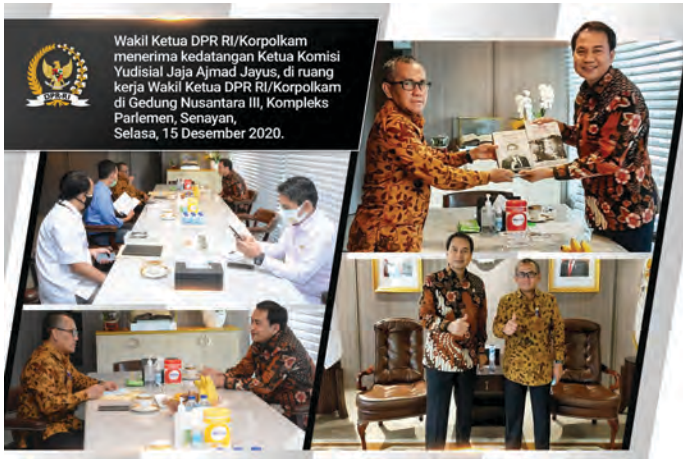 Wakil Ketua DPR RI/Korpolkam
menerima kedatangan Ketua Komisi
Yudisial Jaja Ajmad Jayus, di ruang
kerja Wakil Ketua DPR RI/Korpolkam
di Gedung Nusantara III, Kompleks
Parlemen, Senayan,
Selasa, 15 Desember 2020.
DPR-RI